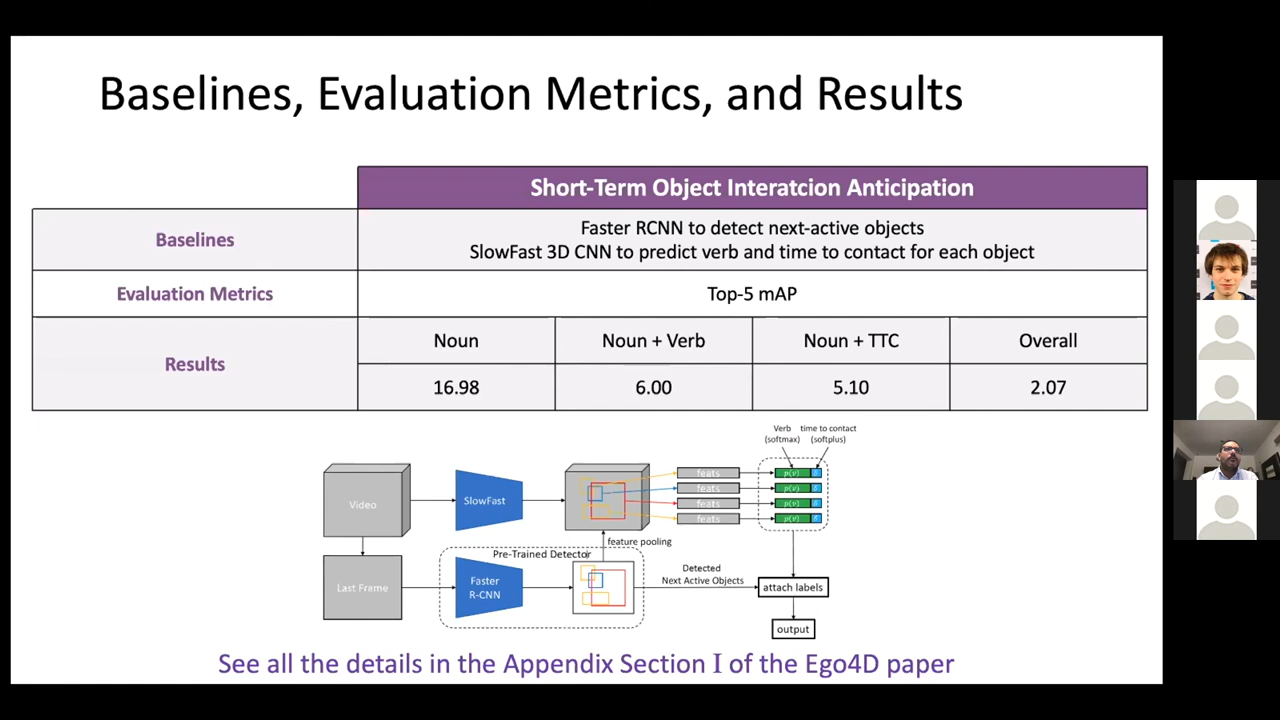 Baselines, Evaluation Metrics, and Results
Short-Term Object Interatcion Anticipation
Baselines
Faster RCNN to detect next-active objects
SlowFast 3D CNN to predict verb and time to contact for each object
Evaluation Metrics
Top-5 mAP
Results
Noun
Noun + Verb
Noun + TTC
Overall
16.98
6.00
5.10
2.07
Verb
(softmax)
time to contact
(softplus)
Video
SlowFast
feats
feats
feats
feats
p(v) δ
p(v) δ
p(v) δ
p(v) δ
feature pooling
Pre-Trained Detector
Last Frame
Faster
R-CNN
Detected
Next Active Objects
attach labels
output
See all the details in the Appendix Section I of the Ego4D paper